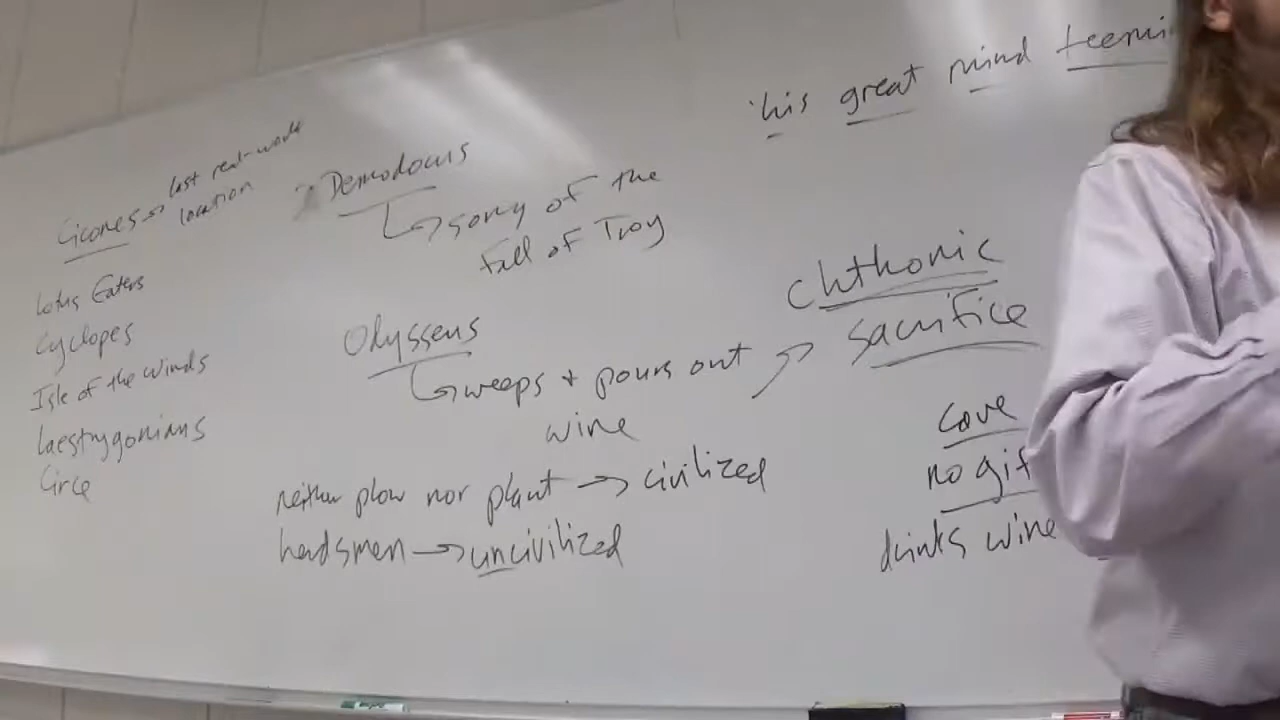 Cicones → last real-world
location
Lotus Eaters
Cyclopes
Isle of the Winds
Laestrygonians
Circe
Demodocus
↳ song of the
fall of Troy
Odysseus
↳ weeps + pours out
wine
neither plow nor plant → civilized
herdsmen → uncivilized
"his great mind teemi
Chthonic
sacrifice
cave
no gif
drinks wine